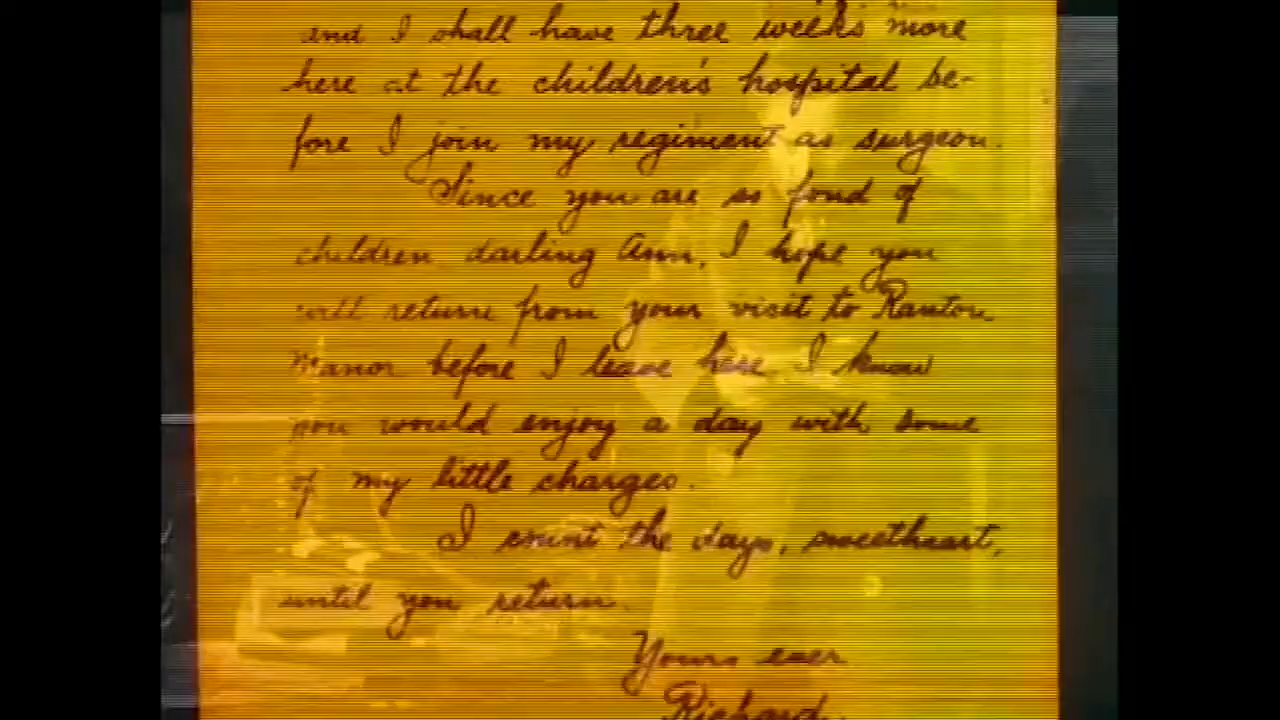 and I shall have three weeks more
here at the children's hospital be-
fore I join my regiment as surgeon.
Since you are so fond of
children darling Ann, I hope you
will return from your visit to Ranton
Manor before I leave here I know
you would enjoy a day with some
of my little charges.
I count the days, sweetheart,
until you return.
Yours ever
Richard